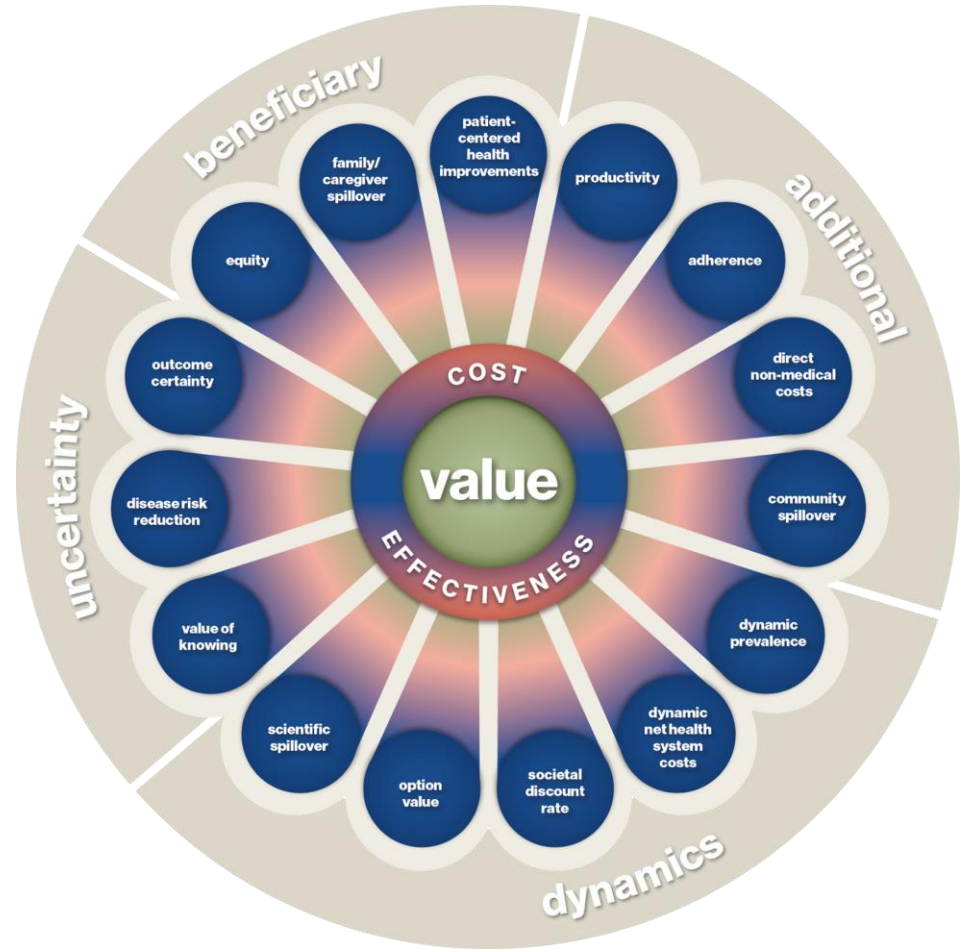 beneficiary
patient-
centered
health
improvements
family/
caregiver
spillover
equity
additional
productivity
adherence
direct
non-medical
costs
community
spillover
dynamics
dynamic
prevalence
dynamic
net health
system
costs
societal
discount
rate
option
value
scientific
spillover
uncertainty
value of
knowing
disease risk
reduction
outcome
certainty
COST
value
EFFECTIVENESS